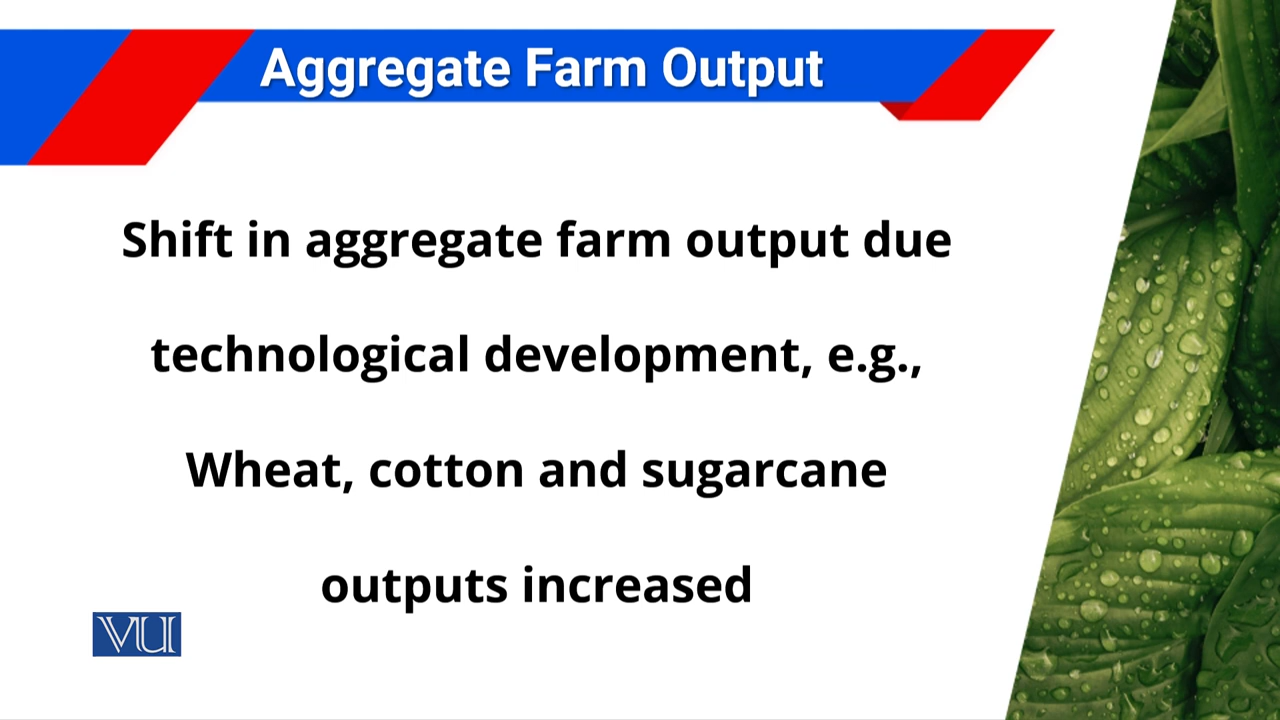 Aggregate Farm Output
Shift in aggregate farm output due
technological development, e.g.,
Wheat, cotton and sugarcane
outputs increased
VU